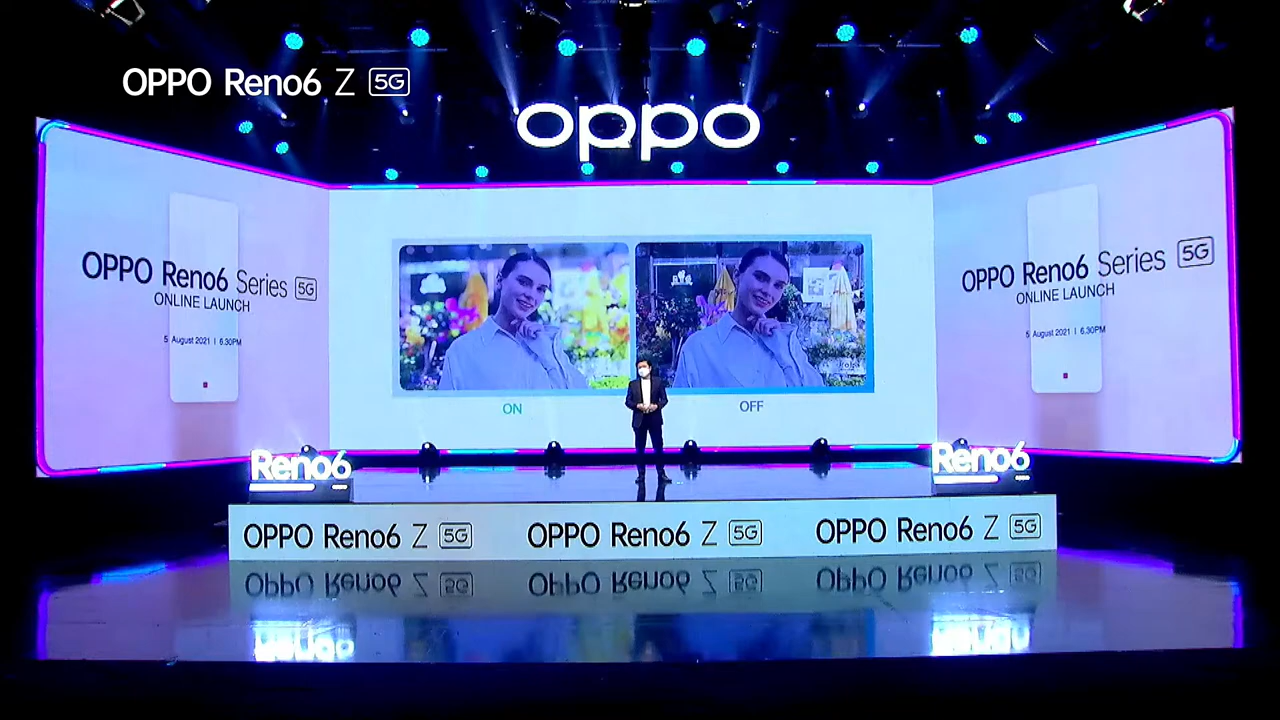 OPPO Reno6 Z 5G
oppo
OPPO Reno6 Series 5G
ONLINE LAUNCH
5 August 2021 | 6.30PM
ON
OFF
OPPO Reno6 Series 5G
ONLINE LAUNCH
5 August 2021 | 6.30PM
Reno6
Reno6
OPPO Reno6 Z 5G
OPPO Reno6 Z 5G
OPPO Reno6 Z 5G